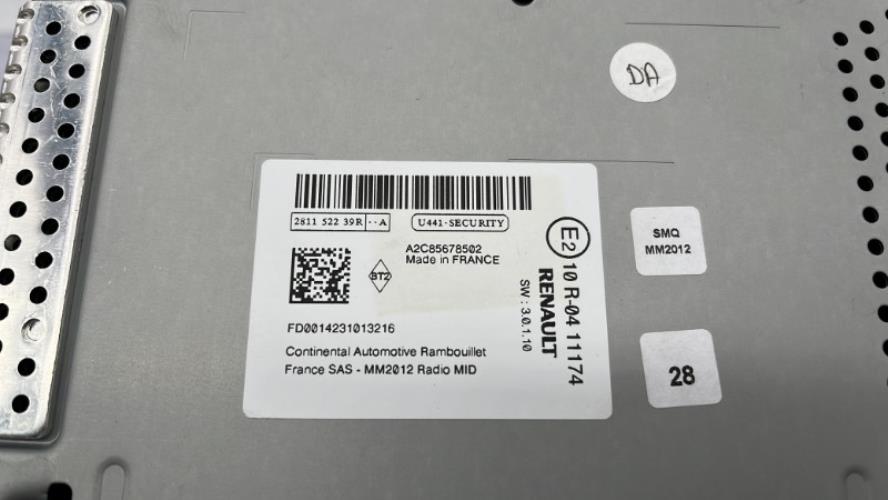 DA
2811 522 39R --A
U441-SECURITY
A2C85678502
Made in FRANCE
BT2
FD0014231013216
Continental Automotive Rambouillet
France SAS - MM2012 Radio MID
E2 10 R-04 11174
RENAULT
SW : 3.0.1.10
SMQ
MM2012
28